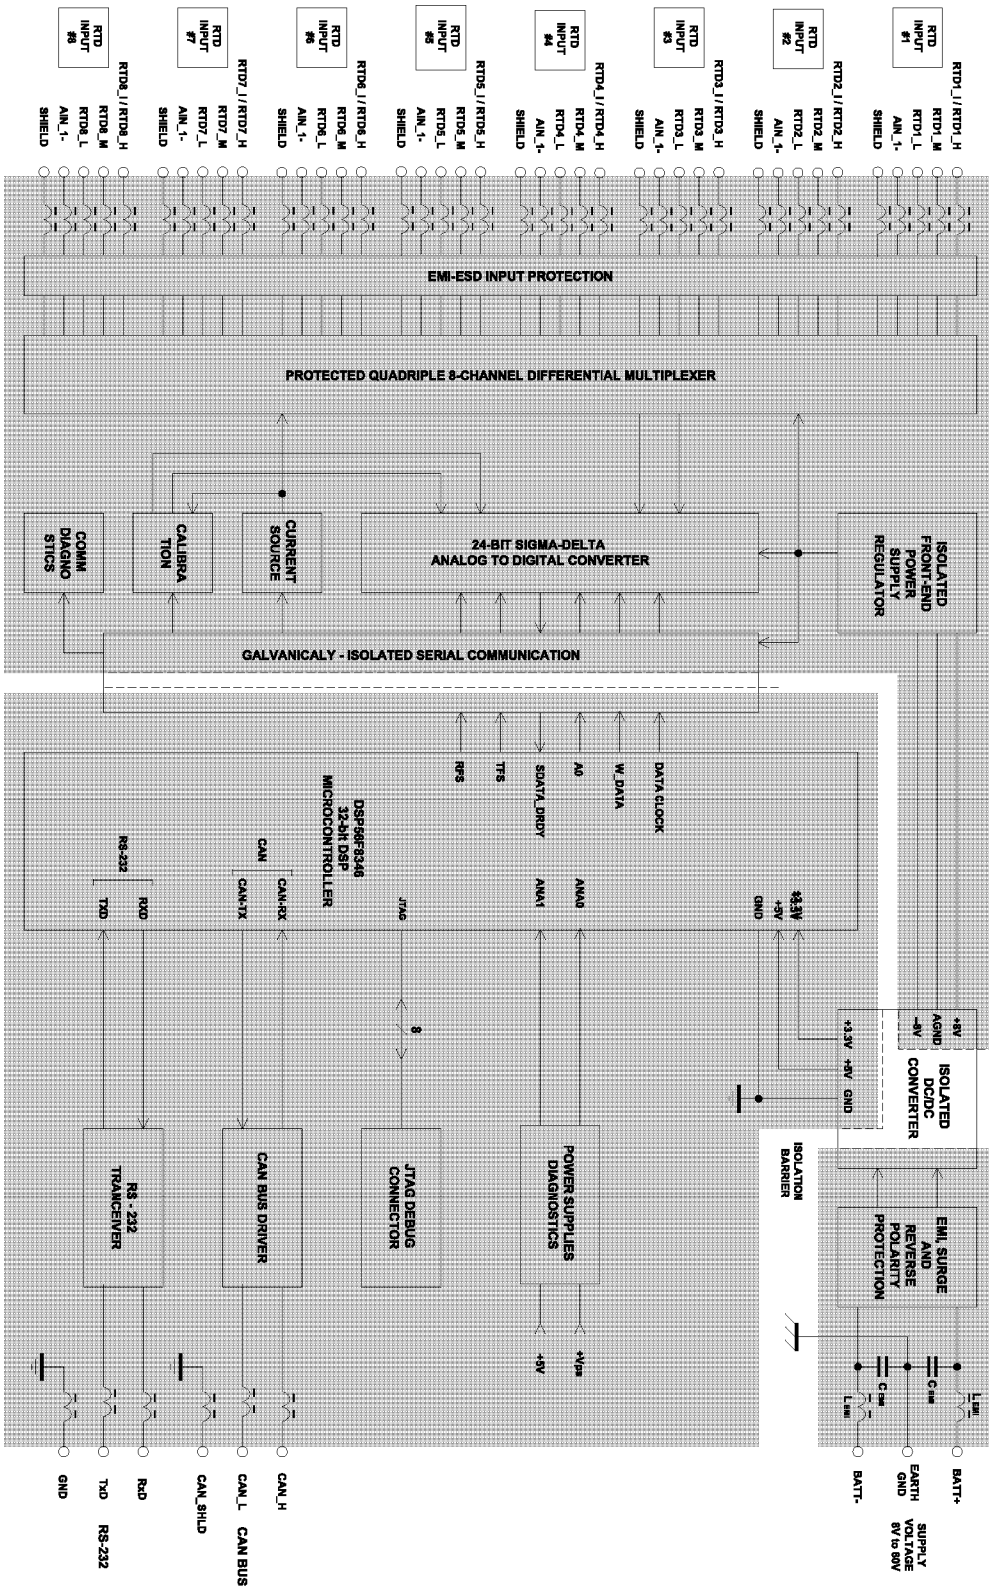 RTD
INPUT
#1
RTD1_I / RTD1_H
RTD1_M
RTD1_L
AIN_1-
SHIELD
RTD
INPUT
#2
RTD2_I / RTD2_H
RTD2_M
RTD2_L
AIN_1-
SHIELD
RTD
INPUT
#3
RTD3_I / RTD3_H
RTD3_M
RTD3_L
AIN_1-
SHIELD
RTD
INPUT
#4
RTD4_I / RTD4_H
RTD4_M
RTD4_L
AIN_1-
SHIELD
RTD
INPUT
#5
RTD5_I / RTD5_H
RTD5_M
RTD5_L
AIN_1-
SHIELD
RTD
INPUT
#6
RTD6_I / RTD6_H
RTD6_M
RTD6_L
AIN_1-
SHIELD
RTD
INPUT
#7
RTD7_I / RTD7_H
RTD7_M
RTD7_L
AIN_1-
SHIELD
RTD
INPUT
#8
RTD8_I / RTD8_H
RTD8_M
RTD8_L
AIN_1-
SHIELD
EMI-ESD INPUT PROTECTION
PROTECTED QUADRIPLE 8-CHANNEL DIFFERENTIAL MULTIPLEXER
ISOLATED
FRONT-END
POWER
SUPPLY
REGULATOR
24-BIT SIGMA-DELTA
ANALOG TO DIGITAL CONVERTER
CURRENT
SOURCE
CALIBRA
TION
COMM
DIAGNO
STICS
GALVANICALY - ISOLATED SERIAL COMMUNICATION
DATA CLOCK
W_DATA
A0
SDATA_DRDY
TFS
RFS
DSP56F8346
32-bit DSP
MICROCONTROLLER
+5V
GND
ANA0
ANA1
JTAG
CAN
CAN-RX
CAN-TX
RS-232
RXD
TXD
8
+8V
AGND
-8V
+3.3V
+5V
GND
ISOLATED
DC/DC
CONVERTER
ISOLATION
BARRIER
EMI, SURGE
AND
REVERSE
POLARITY
PROTECTION
POWER SUPPLIES
DIAGNOSTICS
JTAG DEBUG
CONNECTOR
CAN BUS DRIVER
RS - 232
TRANCEIVER
+Vps
+5V
L EMI
C EMI
C EMI
L EMI
BATT+
EARTH
GND
BATT-
SUPPLY
VOLTAGE
8V to 60V
CAN_H
CAN_L
CAN_SHLD
CAN BUS
RxD
TxD
GND
RS-232